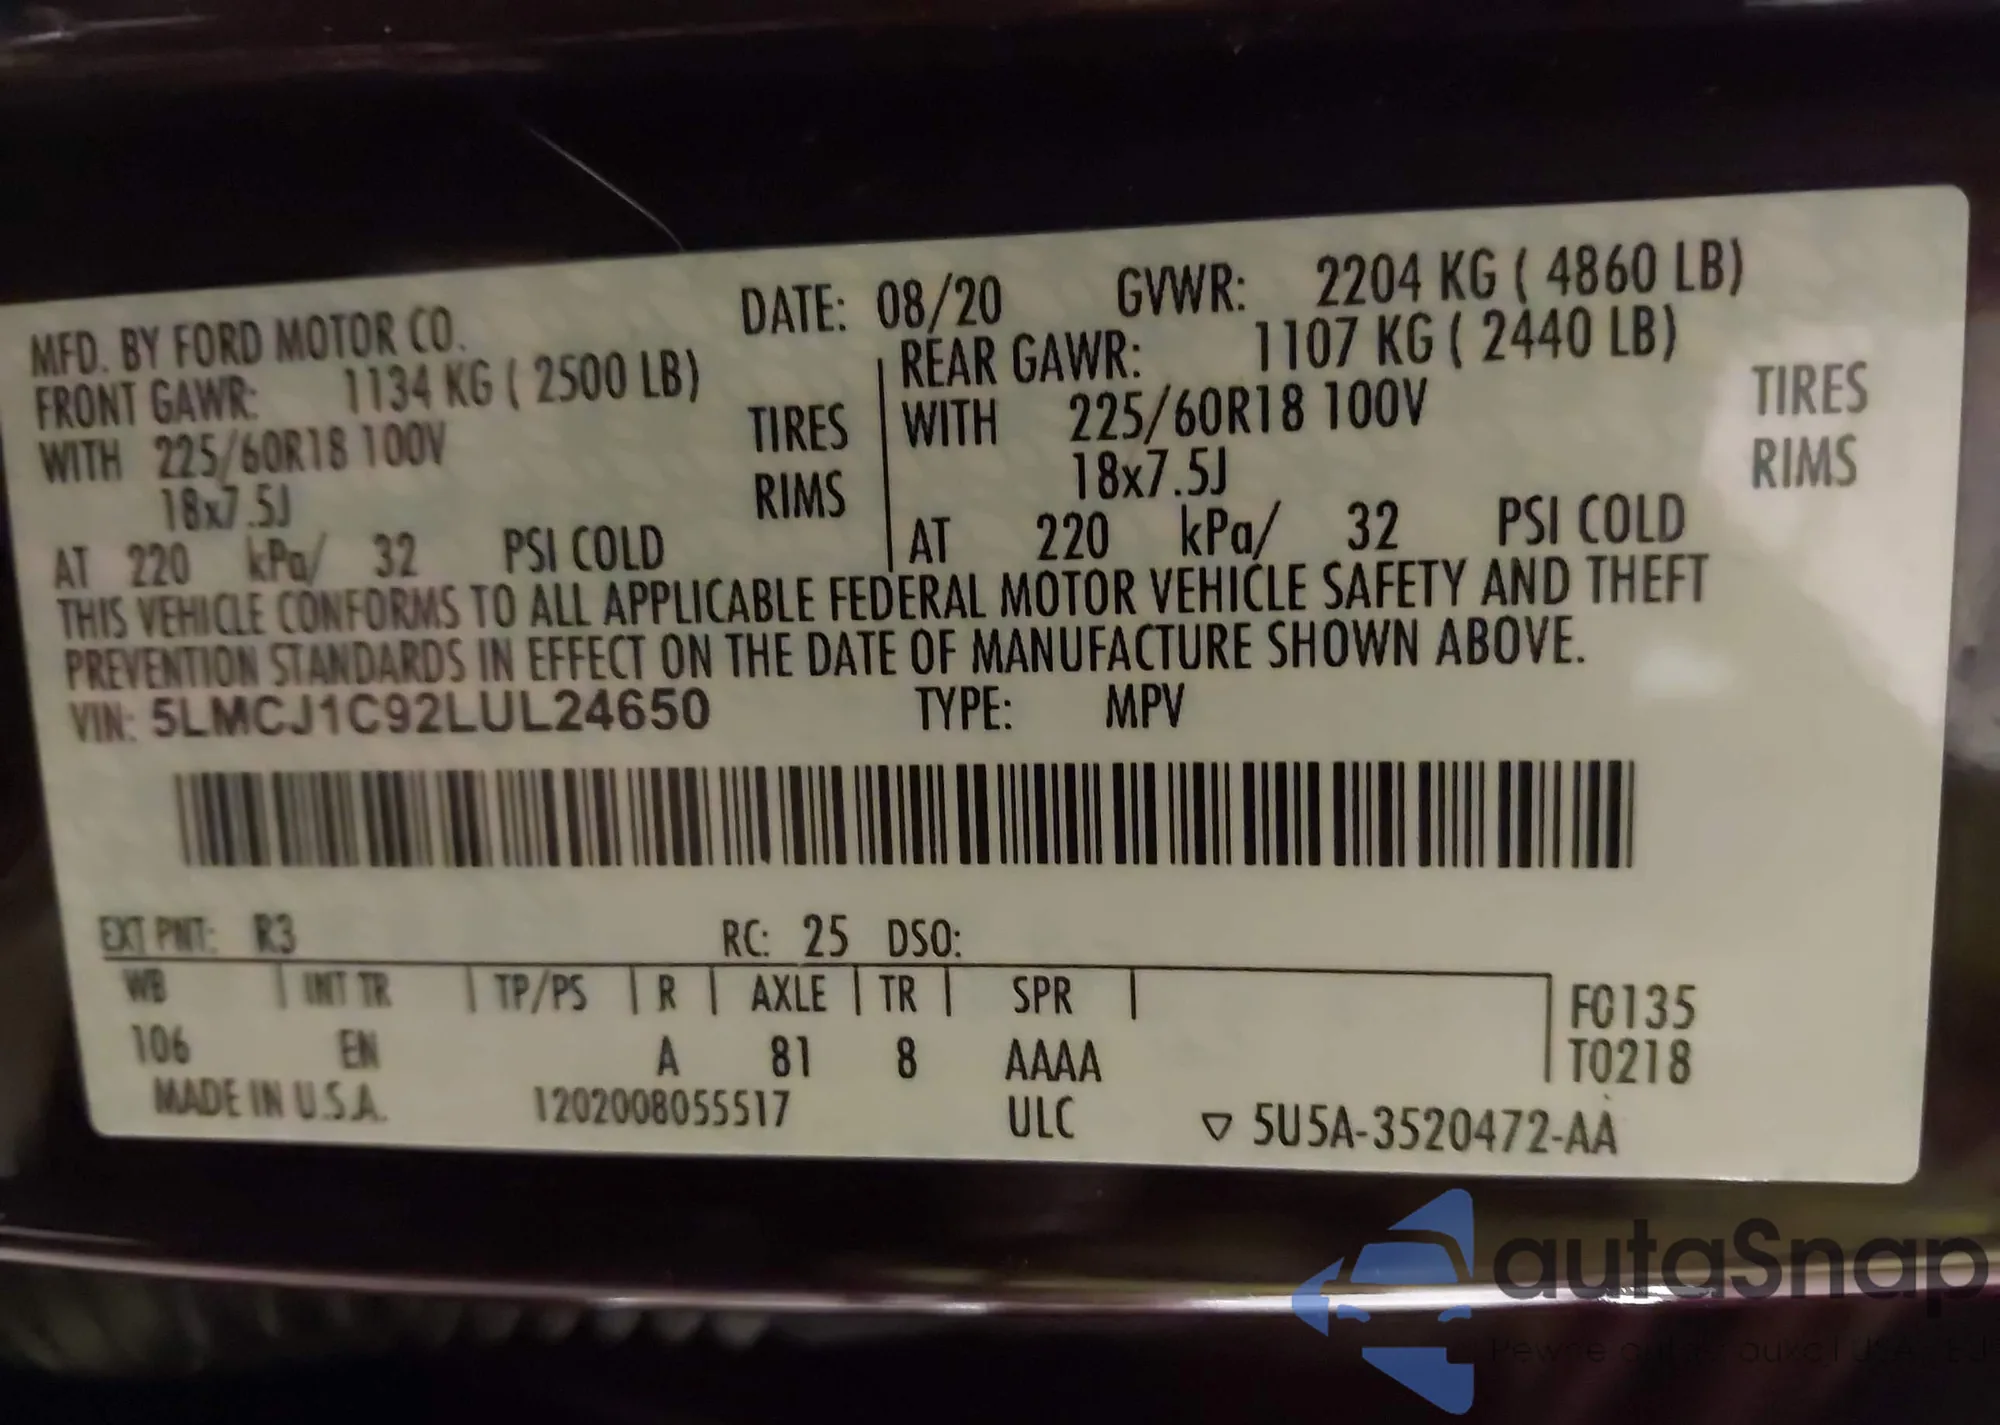 MFD. BY FORD MOTOR CO. DATE: 08/20 GVWR: 2204 KG ( 4860 LB)
FRONT GAWR: 1134 KG ( 2500 LB) REAR GAWR: 1107 KG ( 2440 LB)
WITH 225/60R18 100V TIRES WITH 225/60R18 100V TIRES
18x7.5J RIMS 18x7.5J RIMS
AT 220 kPa/ 32 PSI COLD AT 220 kPa/ 32 PSI COLD
THIS VEHICLE CONFORMS TO ALL APPLICABLE FEDERAL MOTOR VEHICLE SAFETY AND THEFT
PREVENTION STANDARDS IN EFFECT ON THE DATE OF MANUFACTURE SHOWN ABOVE.
VIN: 5LMCJ1C92LUL24650 TYPE: MPV
EXT PNT: R3 RC: 25 DSO:
WB INT TR TP/PS R AXLE TR SPR F0135
106 EN A 81 8 AAAA T0218
MADE IN U.S.A. 1202008055517 ULC ▽ 5U5A-3520472-AA
autaSnap